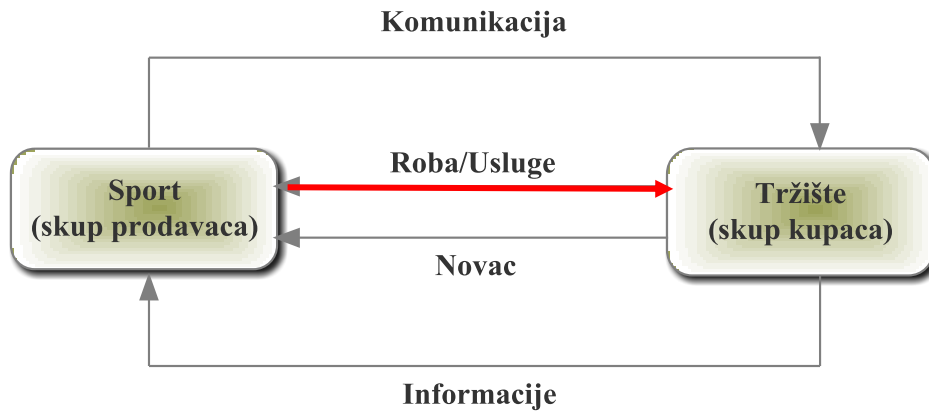 Komunikacija
Roba/Usluge
Sport
(skup prodavaca)
Tržište
(skup kupaca)
Novac
Informacije